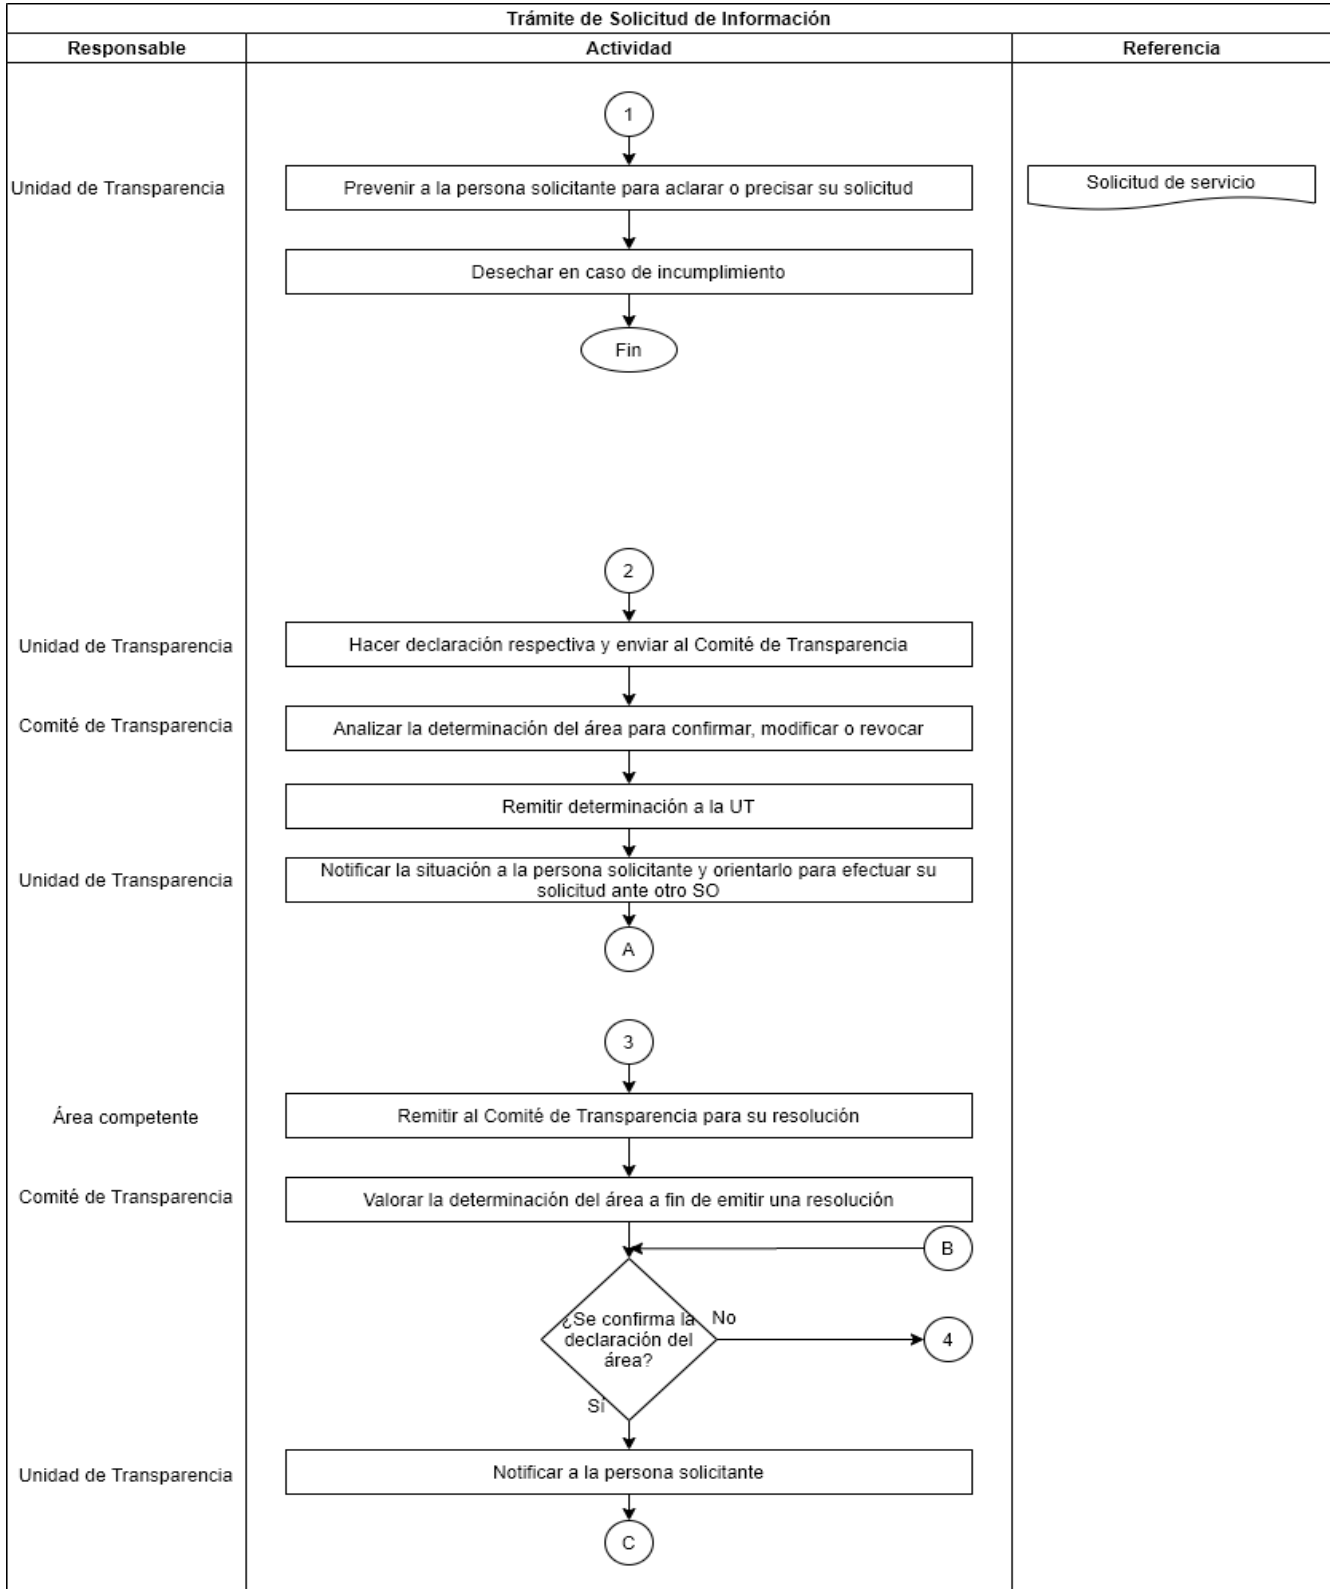 Trámite de Solicitud de Información
Responsable
Actividad
Referencia
1
Unidad de Transparencia
Prevenir a la persona solicitante para aclarar o precisar su solicitud
Solicitud de servicio
Desechar en caso de incumplimiento
Fin
2
Unidad de Transparencia
Hacer declaración respectiva y enviar al Comité de Transparencia
Comité de Transparencia
Analizar la determinación del área para confirmar, modificar o revocar
Remitir determinación a la UT
Unidad de Transparencia
Notificar la situación a la persona solicitante y orientarlo para efectuar su
solicitud ante otro SO
A
3
Área competente
Remitir al Comité de Transparencia para su resolución
Comité de Transparencia
Valorar la determinación del área a fin de emitir una resolución
B
¿Se confirma la
declaración del
área?
No
4
Sí
Unidad de Transparencia
Notificar a la persona solicitante
C